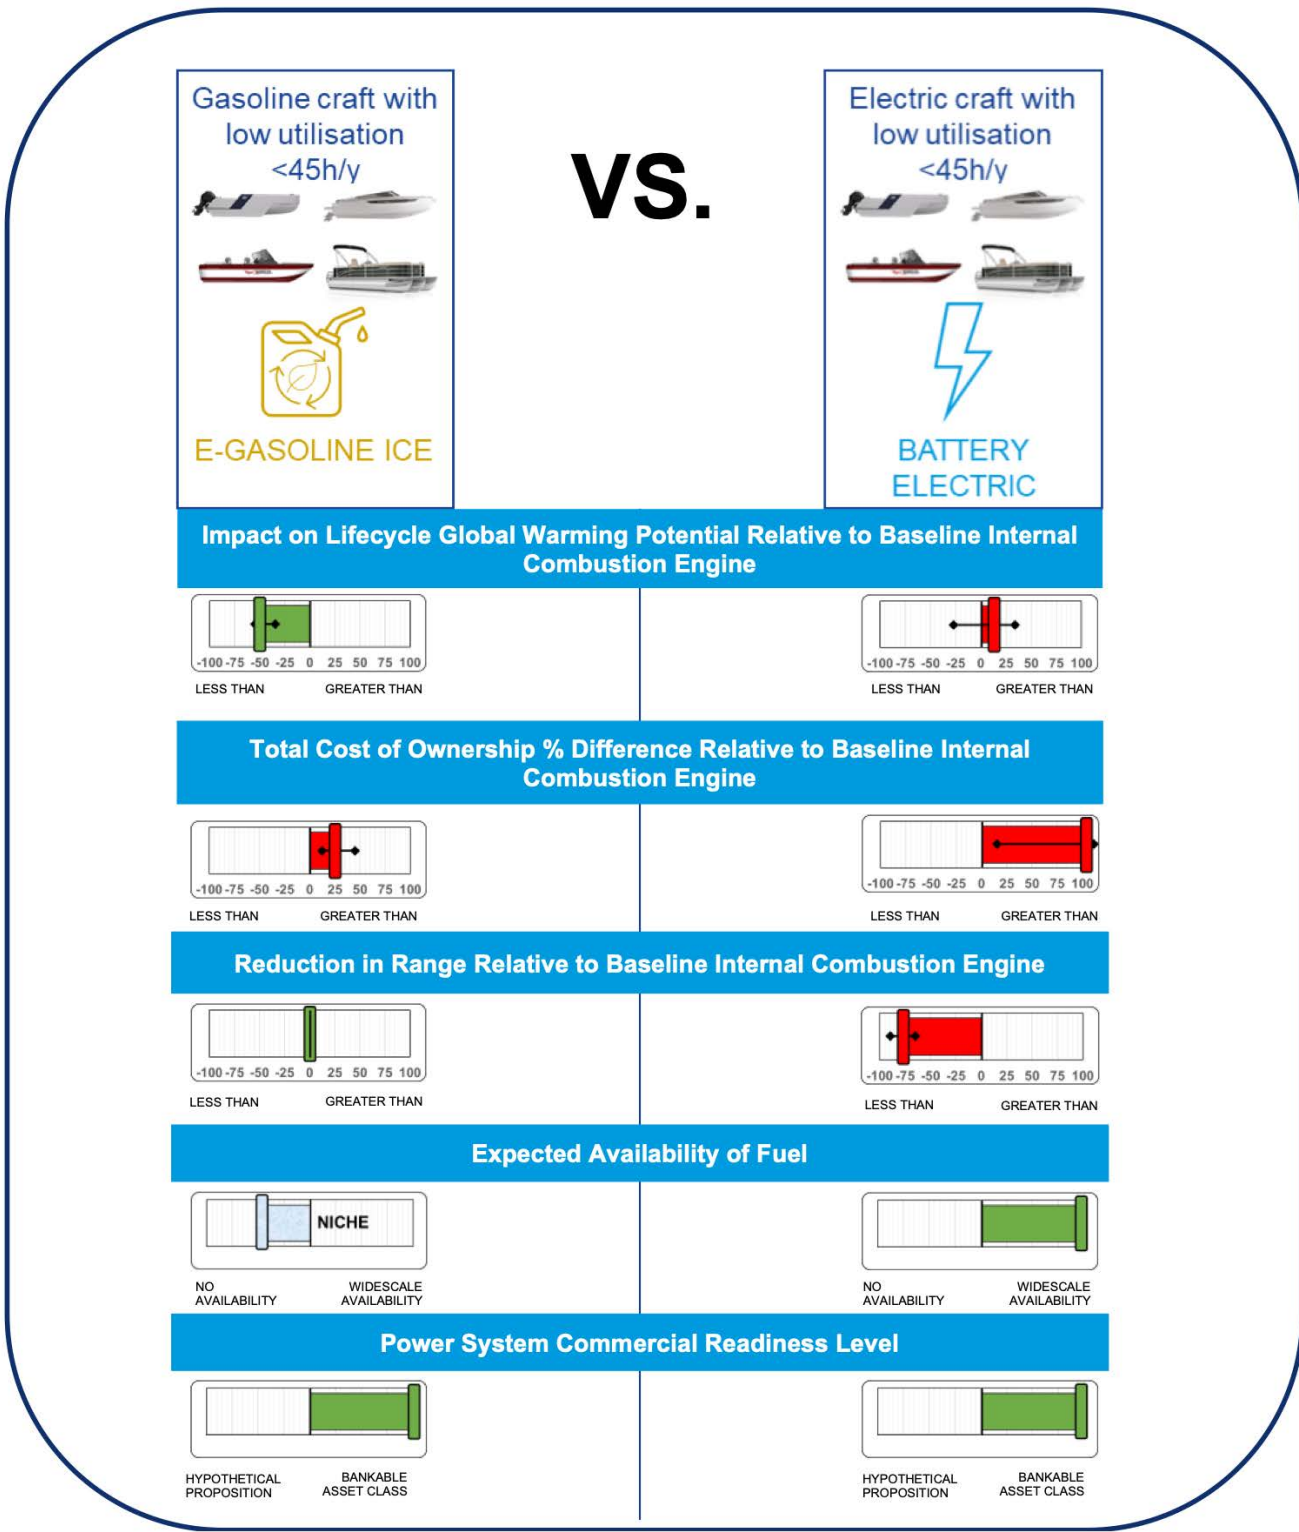 Gasoline craft with
low utilisation
<45h/y
E-GASOLINE ICE
VS.
Electric craft with
low utilisation
<45h/y
BATTERY
ELECTRIC
Impact on Lifecycle Global Warming Potential Relative to Baseline Internal
Combustion Engine
-100 -75 -50 -25 0 25 50 75 100
LESS THAN GREATER THAN
-100 -75 -50 -25 0 25 50 75 100
LESS THAN GREATER THAN
Total Cost of Ownership % Difference Relative to Baseline Internal
Combustion Engine
-100 -75 -50 -25 0 25 50 75 100
LESS THAN GREATER THAN
-100 -75 -50 -25 0 25 50 75 100
LESS THAN GREATER THAN
Reduction in Range Relative to Baseline Internal Combustion Engine
-100 -75 -50 -25 0 25 50 75 100
LESS THAN GREATER THAN
-100 -75 -50 -25 0 25 50 75 100
LESS THAN GREATER THAN
Expected Availability of Fuel
NICHE
NO WIDESCALE
AVAILABILITY AVAILABILITY
NO WIDESCALE
AVAILABILITY AVAILABILITY
Power System Commercial Readiness Level
HYPOTHETICAL BANKABLE
PROPOSITION ASSET CLASS
HYPOTHETICAL BANKABLE
PROPOSITION ASSET CLASS